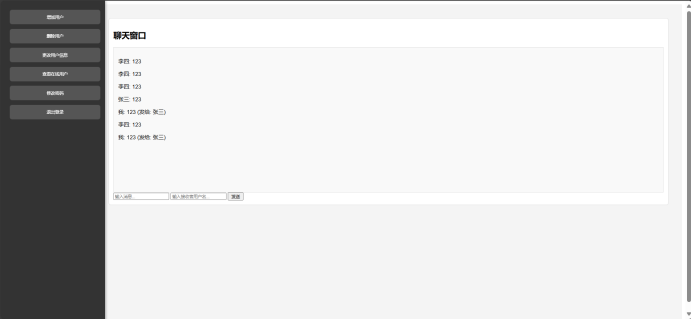 增加用户
删除用户
更改用户信息
查看在线用户
修改密码
退出登录
聊天窗口
李四: 123
李四: 123
李四: 123
张三: 123
我: 123 (发给: 张三)
李四: 123
我: 123 (发给: 张三)
输入消息...
输入接收者用户名...
发送